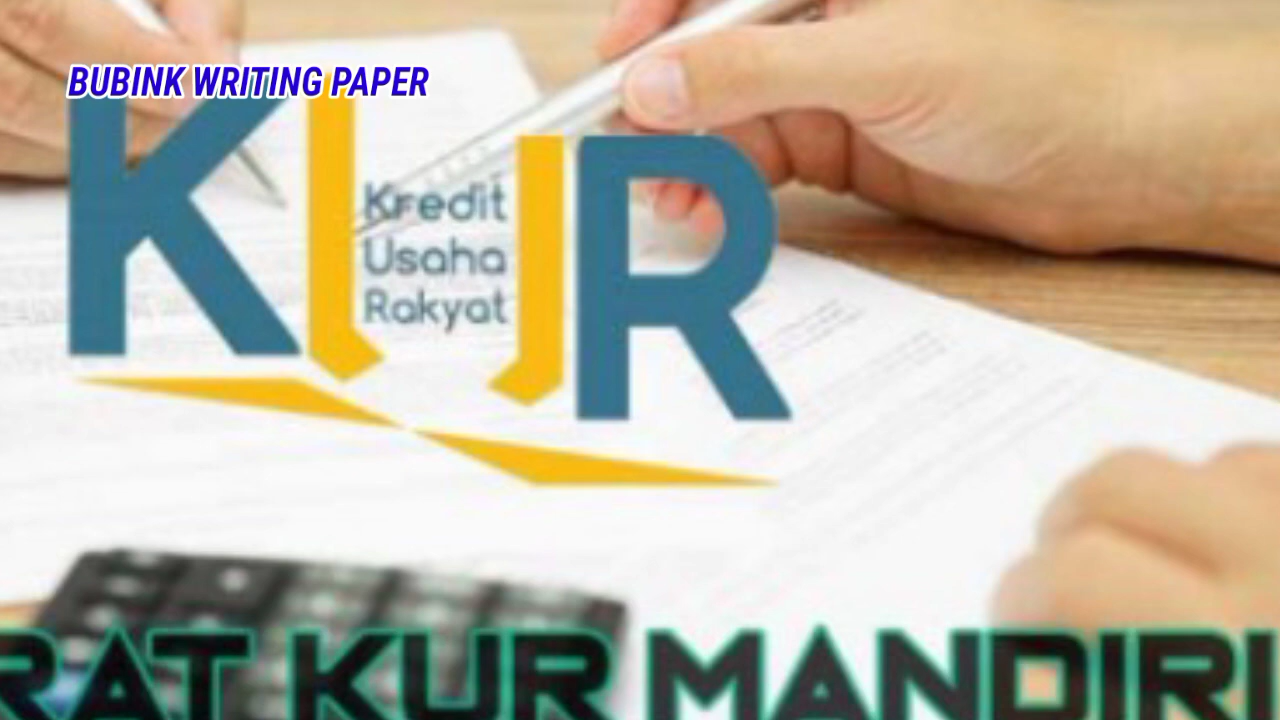 BUBINK WRITING PAPER
KUR
Kredit
Usaha
Rakyat
RAT KUR MANDIRI